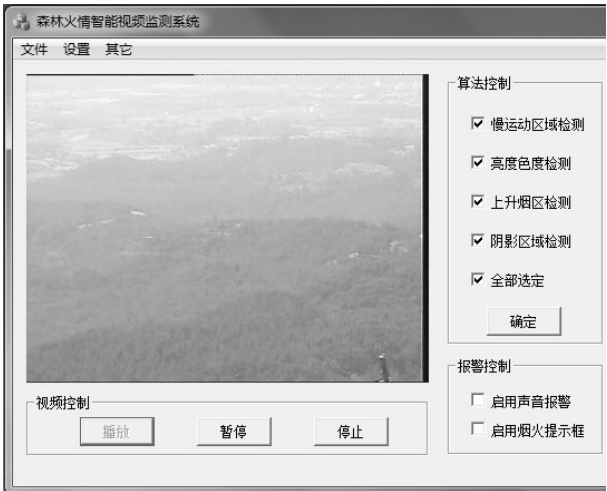 森林火情智能视频监测系统
文件 设置 其它
算法控制
慢运动区域检测
亮度色度检测
上升烟区检测
阴影区域检测
全部选定
确定
报警控制
启用声音报警
启用烟火提示框
视频控制
播放 暂停 停止